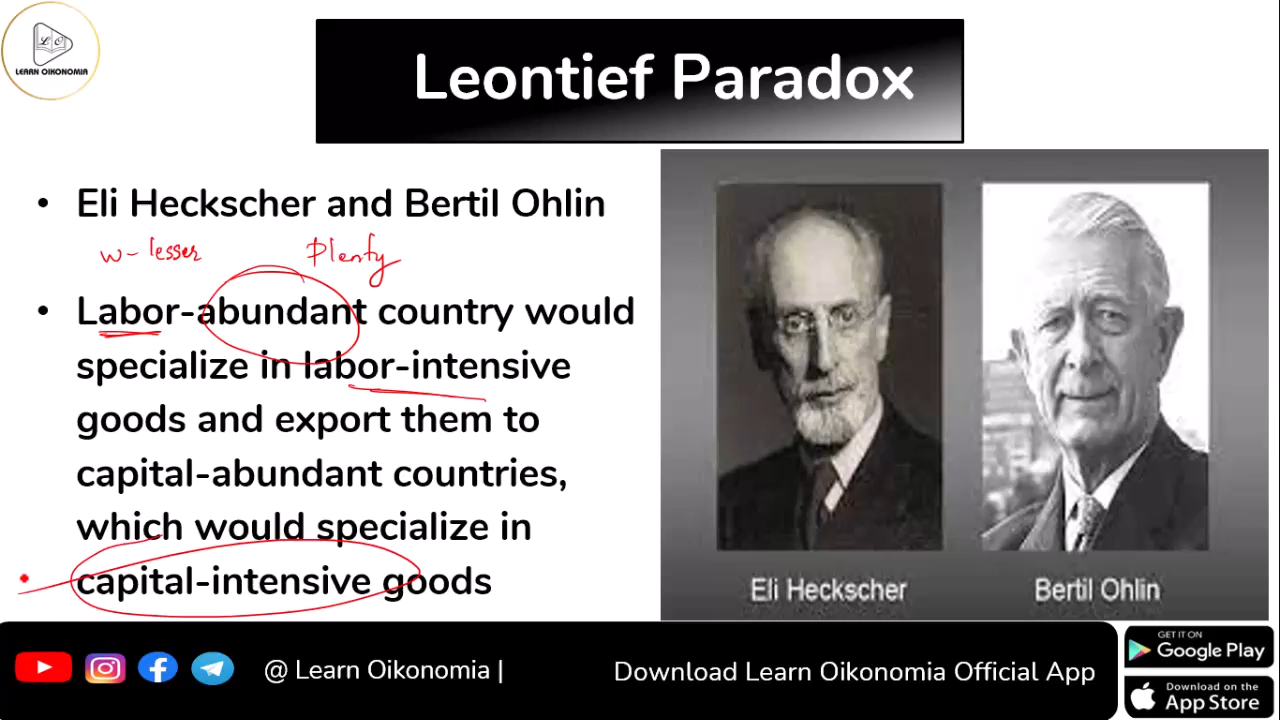 LEARN OIKONOMIA
Leontief Paradox
• Eli Heckscher and Bertil Ohlin
w- lesser Plenty
• Labor-abundant country would
specialize in labor-intensive
goods and export them to
capital-abundant countries,
which would specialize in
capital-intensive goods
Eli Heckscher Bertil Ohlin
@ Learn Oikonomia | Download Learn Oikonomia Official App
GET IT ON
Google Play
Download on the
App Store